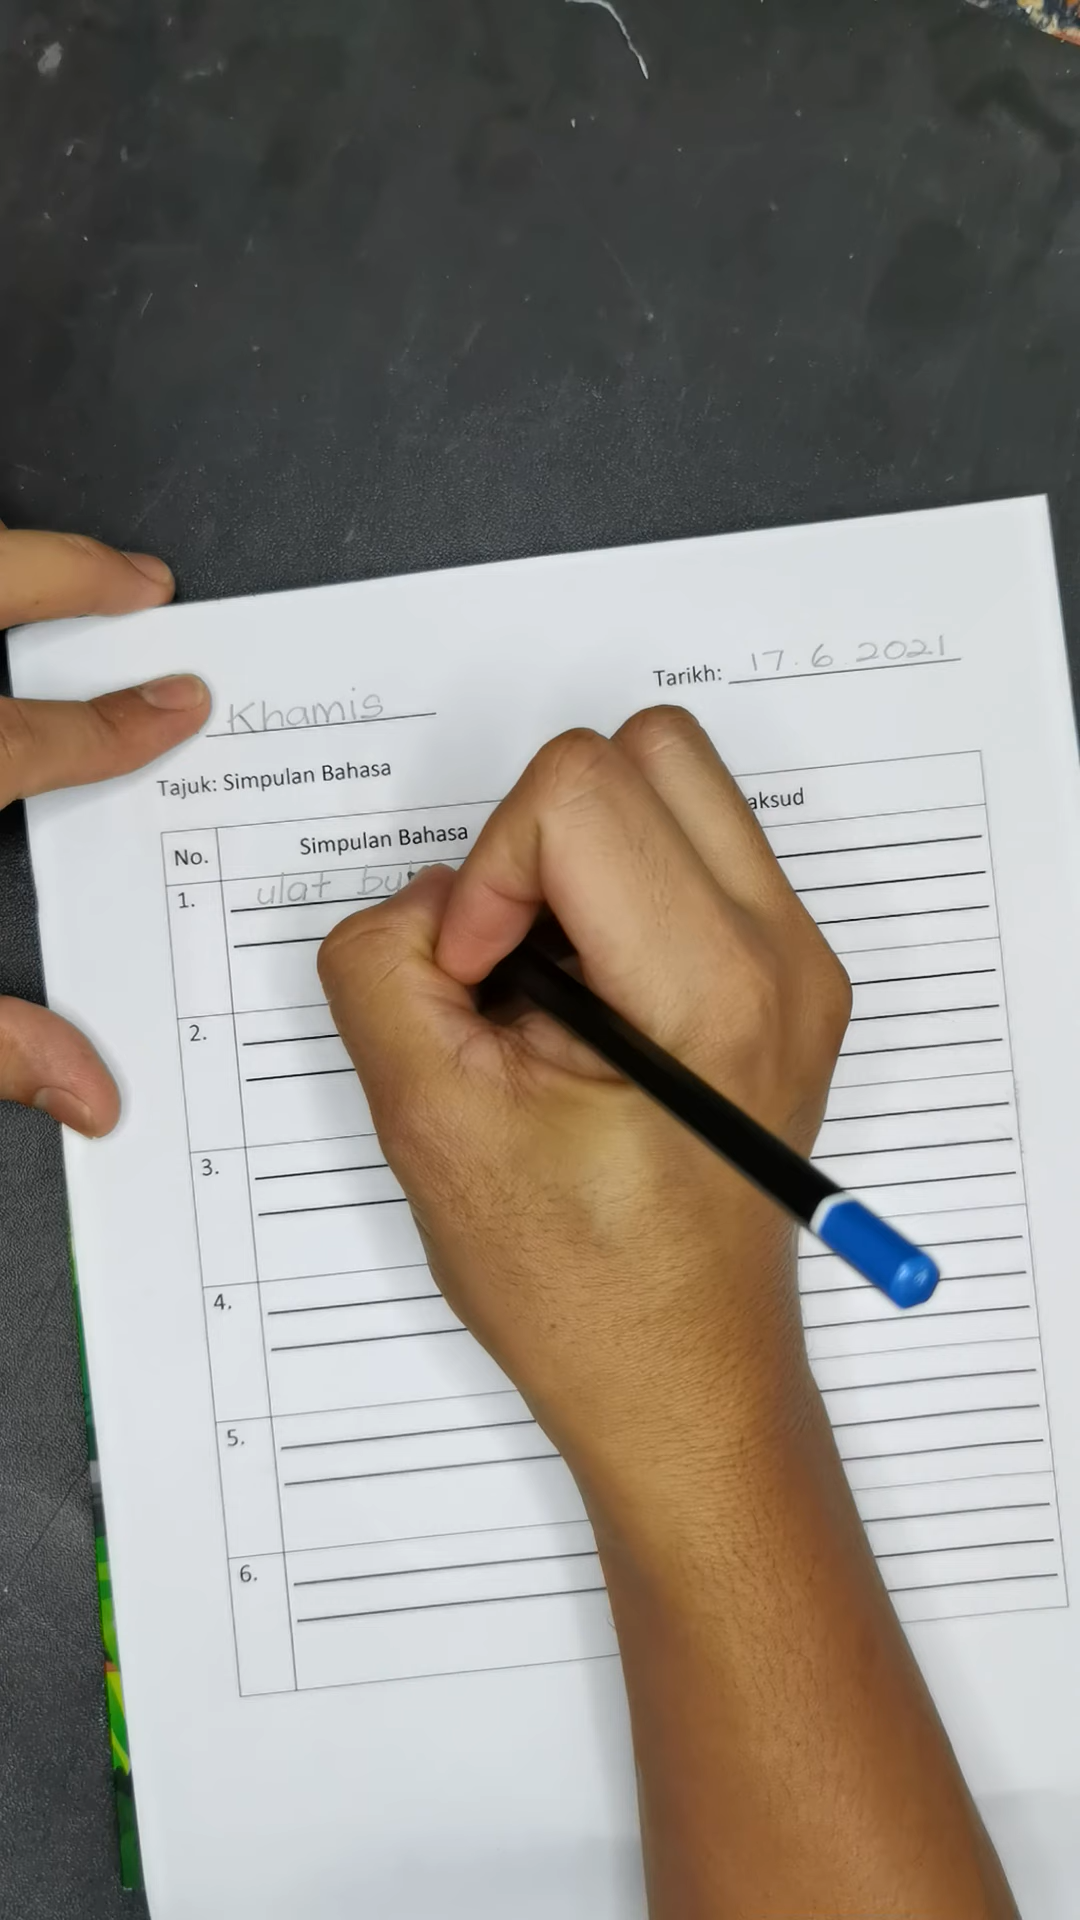 Khamis
Tarikh: 17.6.2021
Tajuk: Simpulan Bahasa
No. Simpulan Bahasa
1. ulat
2.
3.
4.
5.
6.